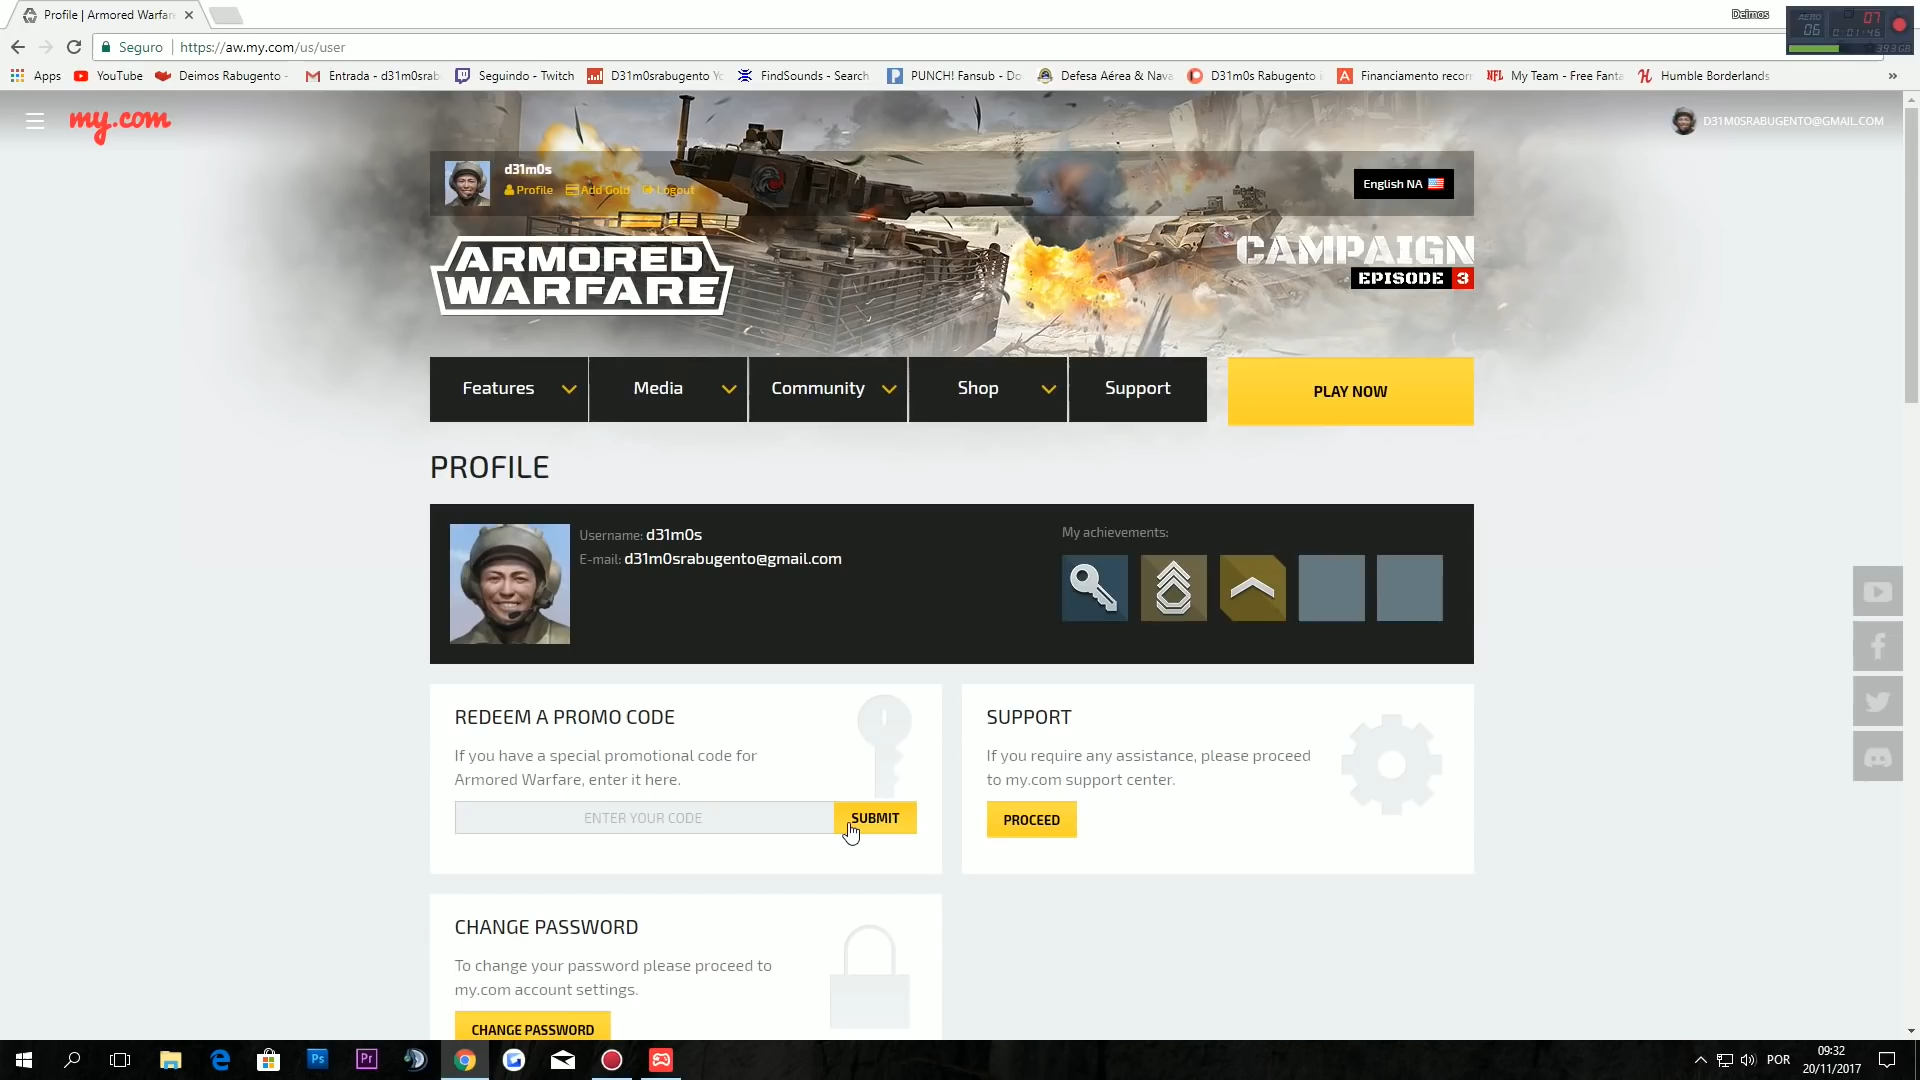 Profile | Armored Warfar
Deimos
Seguro
https://aw.my.com/us/user
Apps
YouTube
Deimos Rabugento -
Entrada - d31m0srab
Seguindo - Twitch
D31m0srabugento Yo
FindSounds - Search
PUNCH! Fansub - Do
Defesa Aérea & Nava
D31m0s Rabugento
Financiamento recor
My Team - Free Fanta
Humble Borderlands
my.com
D31M0SRABUGENTO@GMAIL.COM
d31m0s
Profile
Add Gold
Logout
English NA
ARMORED
WARFARE
CAMPAIGN
EPISODE 3
Features
Media
Community
Shop
Support
PLAY NOW
PROFILE
Username: d31m0s
E-mail: d31m0srabugento@gmail.com
My achievements:
REDEEM A PROMO CODE
If you have a special promotional code for
Armored Warfare, enter it here.
ENTER YOUR CODE
SUBMIT
SUPPORT
If you require any assistance, please proceed
to my.com support center.
PROCEED
CHANGE PASSWORD
To change your password please proceed to
my.com account settings.
CHANGE PASSWORD
POR
09:32
20/11/2017